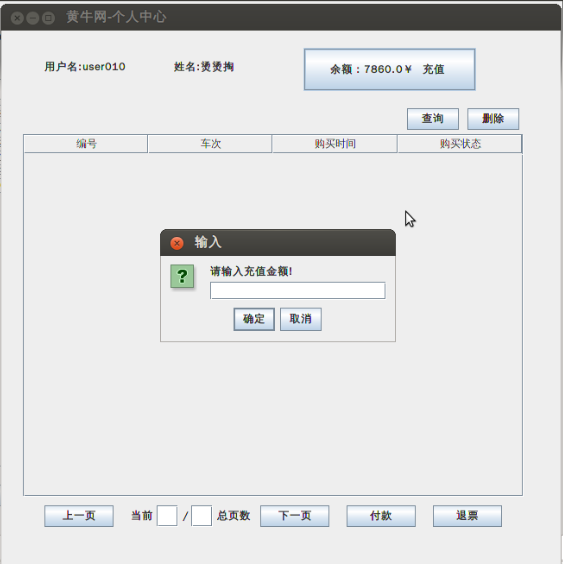 黄牛网-个人中心
用户名:user010 姓名:烫烫掏
余额：7860.0￥ 充值
查询 删除
编号 车次 购买时间 购买状态
输入
?
请输入充值金额!
确定 取消
上一页 当前 / 总页数 下一页 付款 退票